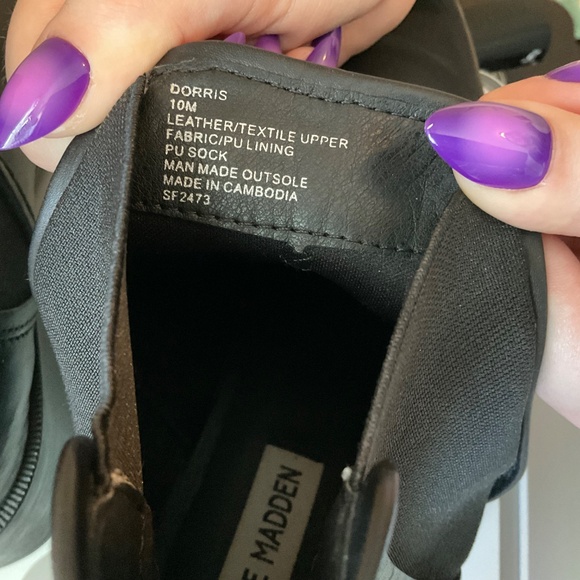 DORRIS
10M
LEATHER/TEXTILE UPPER
FABRIC/PU LINING
PU SOCK
MAN MADE OUTSOLE
MADE IN CAMBODIA
SF2473
E MADDEN